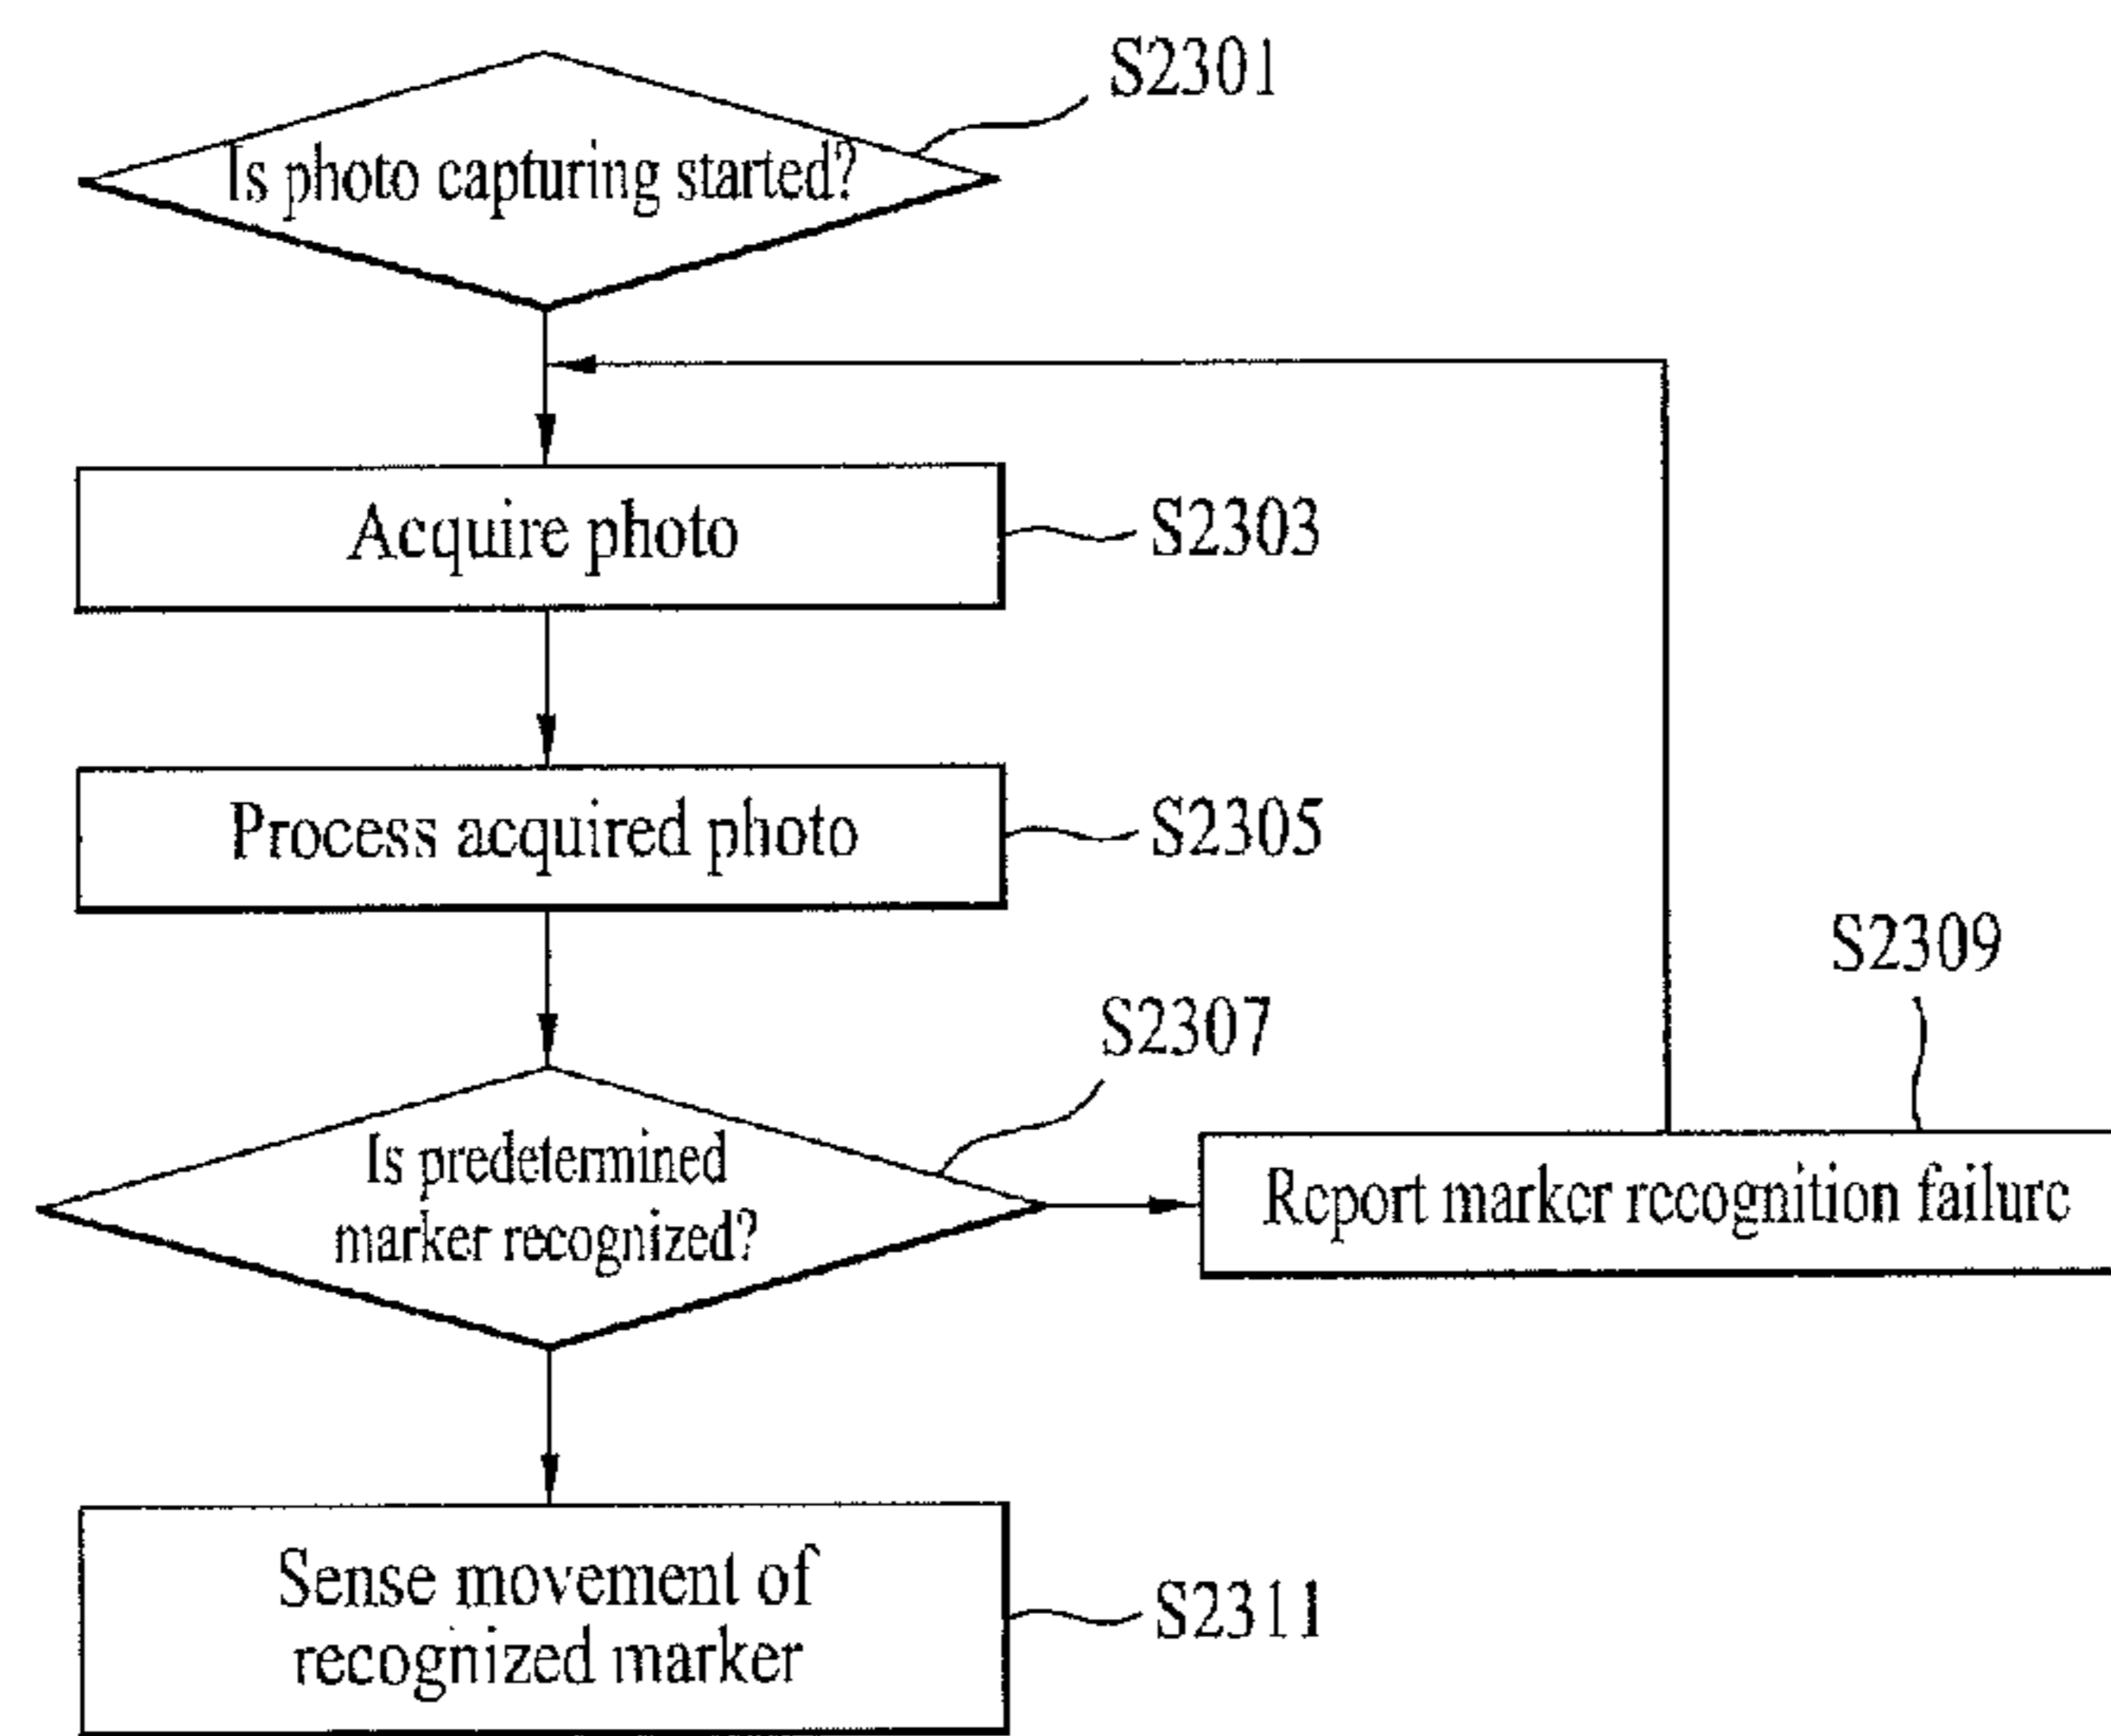 S2301
Is photo capturing started?
Acquire photo
S2303
Process acquired photo
S2305
S2309
S2307
Is predetermined
marker recognized?
Report marker recognition failure
Sense movement of
recognized marker
S2311